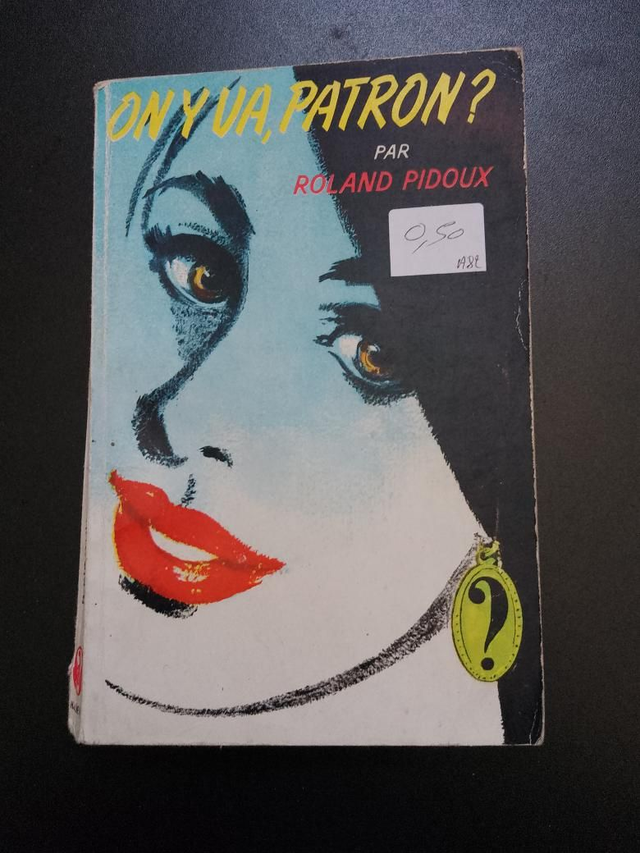 ON Y VA, PATRON?
PAR
ROLAND PIDOUX
0,50
?